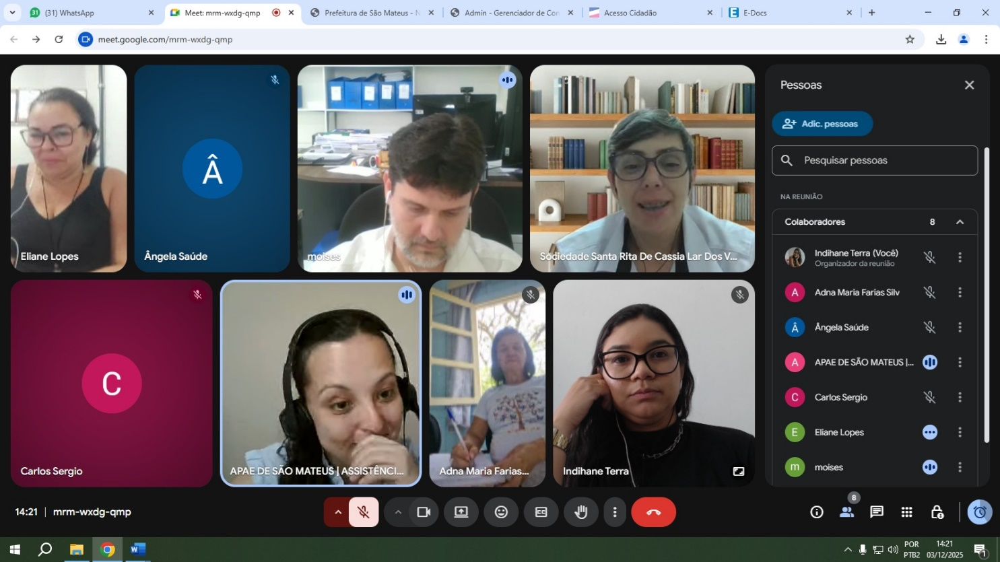 (31) WhatsApp
Meet: mrm-wxdg-qmp
Prefeitura de São Mateus - N
Admin - Gerenciador de Con
Acesso Cidadão
E-Docs
meet.google.com/mrm-wxdg-qmp
Eliane Lopes
Â
Ângela Saúde
moises
Sociedade Santa Rita De Cassia Lar Dos V...
C
Carlos Sergio
APAE DE SÃO MATEUS | ASSISTÊNCI...
Adna Maria Farias...
Indihane Terra
Pessoas
Adic. pessoas
Pesquisar pessoas
NA REUNIÃO
Colaboradores 8
Indihane Terra (Você)
Organizador da reunião
A Adna Maria Farias Silv
Â Ângela Saúde
A APAE DE SÃO MATEUS |...
C Carlos Sergio
E Eliane Lopes
m moises
14:21 | mrm-wxdg-qmp
8
POR
PTB2
14:21
03/12/2025
1